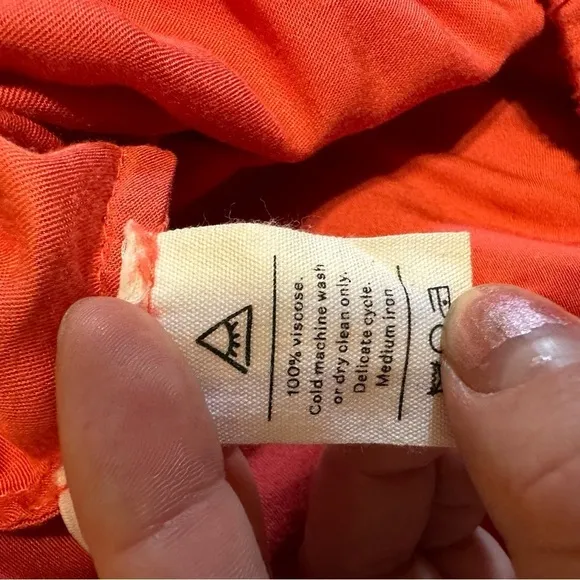 100% viscose.
Cold machine wash
or dry clean only.
Delicate cycle.
Medium iron